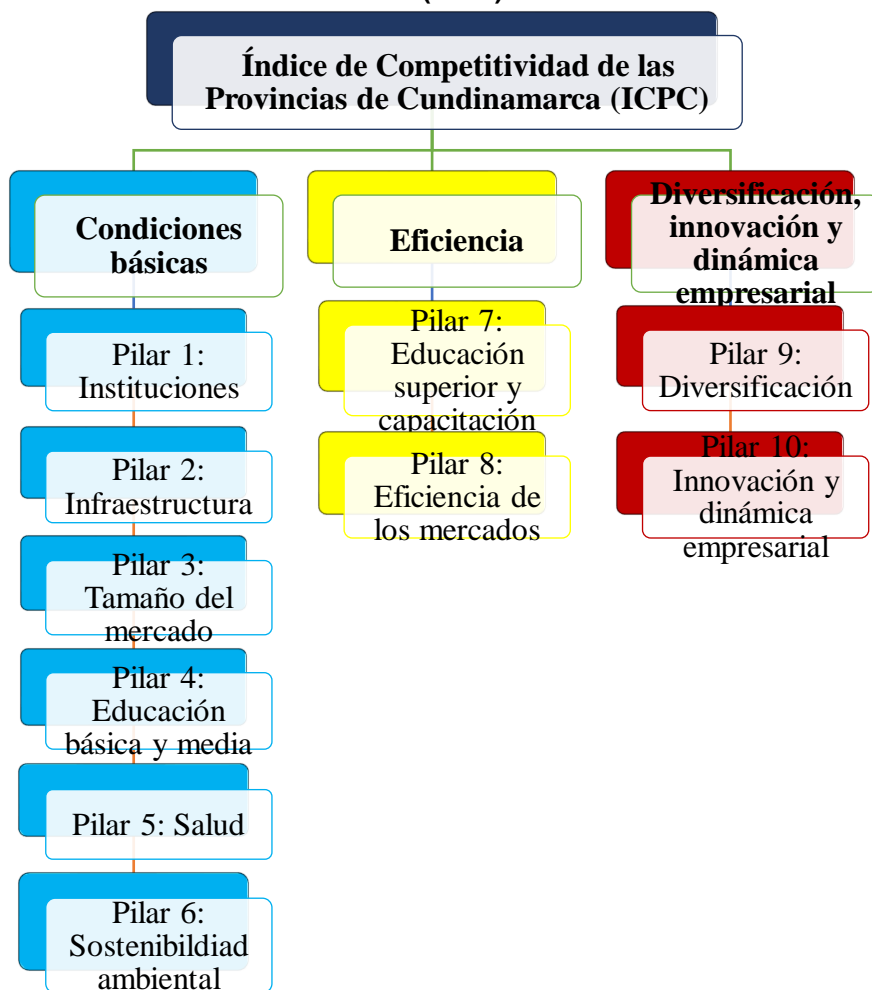 Índice de Competitividad de las
Provincias de Cundinamarca (ICPC)
Condiciones
básicas
Pilar 1:
Instituciones
Pilar 2:
Infraestructura
Pilar 3:
Tamaño del
mercado
Pilar 4:
Educación
básica y media
Pilar 5: Salud
Pilar 6:
Sostenibildiad
ambiental
Eficiencia
Pilar 7:
Educación
superior y
capacitación
Pilar 8:
Eficiencia de
los mercados
Diversificación,
innovación y
dinámica
empresarial
Pilar 9:
Diversificación
Pilar 10:
Innovación y
dinámica
empresarial